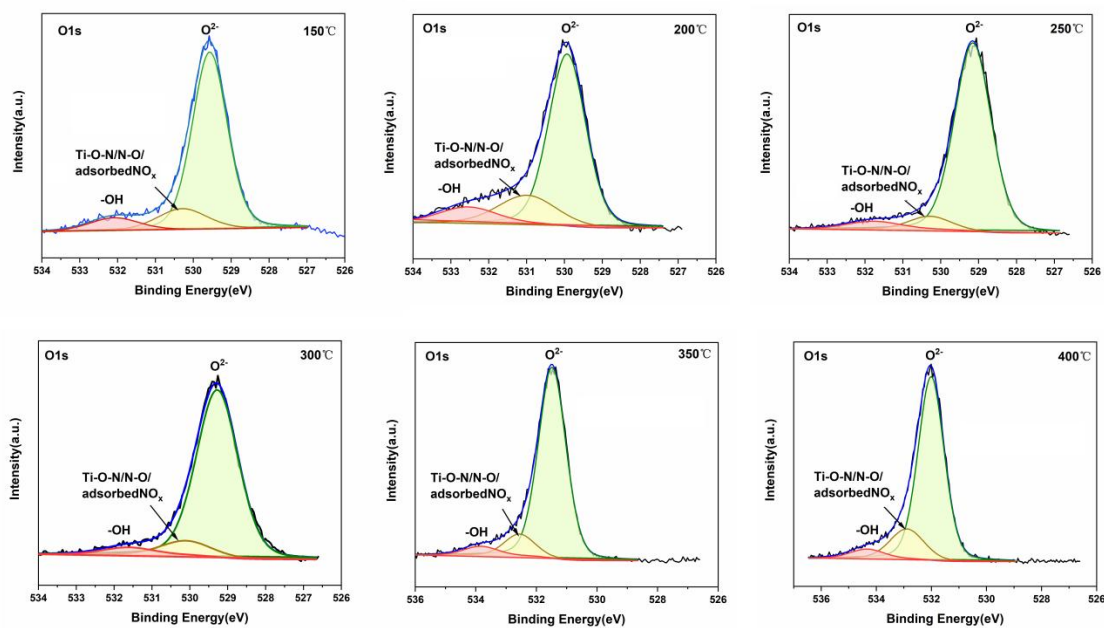 O1s
O²⁻
150℃
Ti-O-N/N-O/
adsorbedNOₓ
-OH
Intensity(a.u.)
534 533 532 531 530 529 528 527 526
Binding Energy(eV)
O1s
O²⁻
200℃
Ti-O-N/N-O/
adsorbedNOₓ
-OH
Intensity(a.u.)
534 533 532 531 530 529 528 527 526
Binding Energy(eV)
O1s
O²⁻
250℃
Ti-O-N/N-O/
adsorbedNOₓ
-OH
Intensity(a.u.)
534 533 532 531 530 529 528 527 526
Binding Energy(eV)
O1s
O²⁻
300℃
Ti-O-N/N-O/
adsorbedNOₓ
-OH
Intensity(a.u.)
534 533 532 531 530 529 528 527 526
Binding Energy(eV)
O1s
O²⁻
350℃
Ti-O-N/N-O/
adsorbedNOₓ
-OH
Intensity(a.u.)
536 534 532 530 528 526
Binding Energy(eV)
O1s
O²⁻
400℃
Ti-O-N/N-O/
adsorbedNOₓ
-OH
Intensity(a.u.)
536 534 532 530 528 526
Binding Energy(eV)